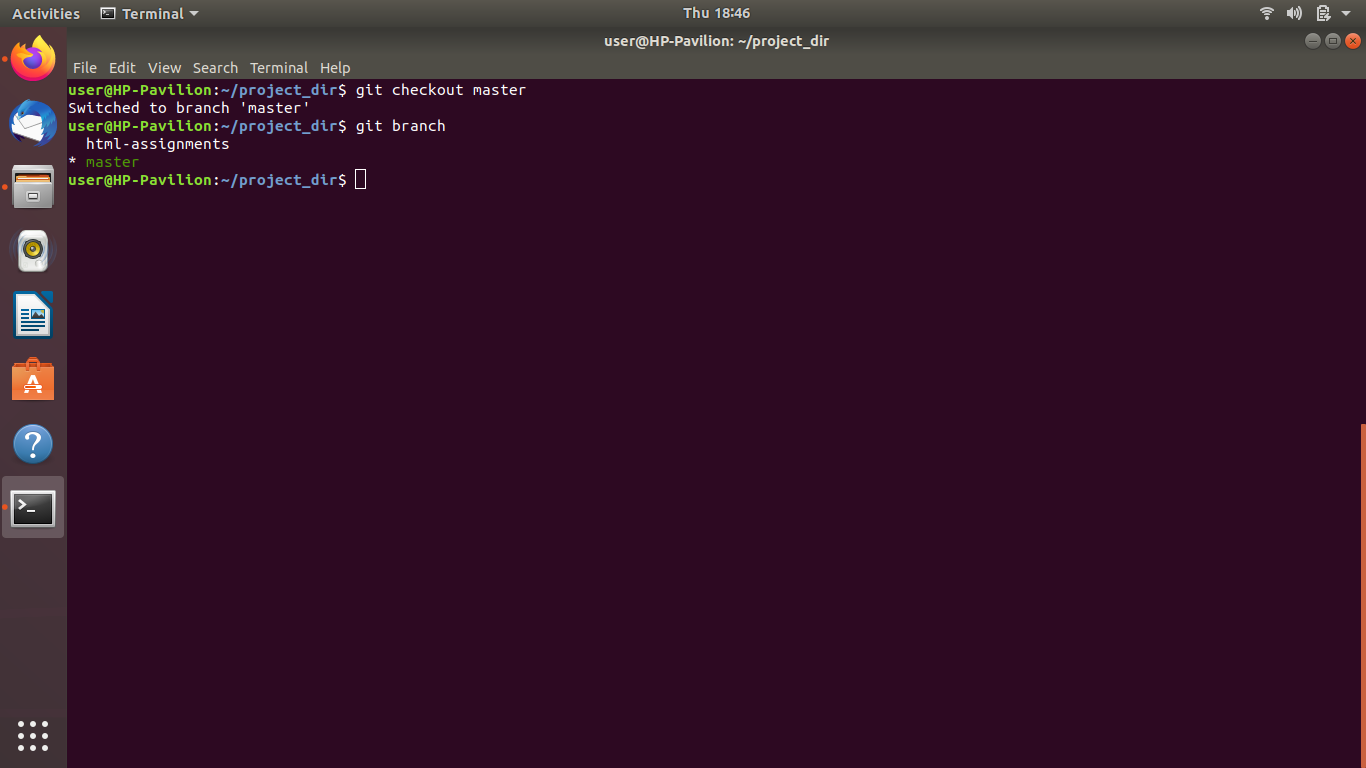 Activities Terminal Thu 18:46
user@HP-Pavilion: ~/project_dir
File Edit View Search Terminal Help
user@HP-Pavilion:~/project_dir$ git checkout master
Switched to branch 'master'
user@HP-Pavilion:~/project_dir$ git branch
  html-assignments
* master
user@HP-Pavilion:~/project_dir$